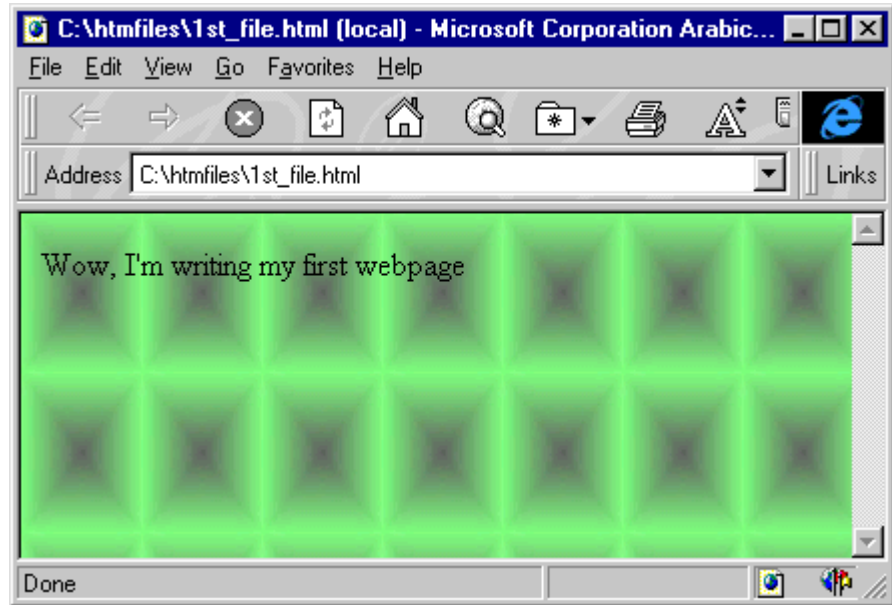 C:\htmfiles\1st_file.html (local) - Microsoft Corporation Arabic...
File Edit View Go Favorites Help
Address C:\htmfiles\1st_file.html Links
Wow, I'm writing my first webpage
Done